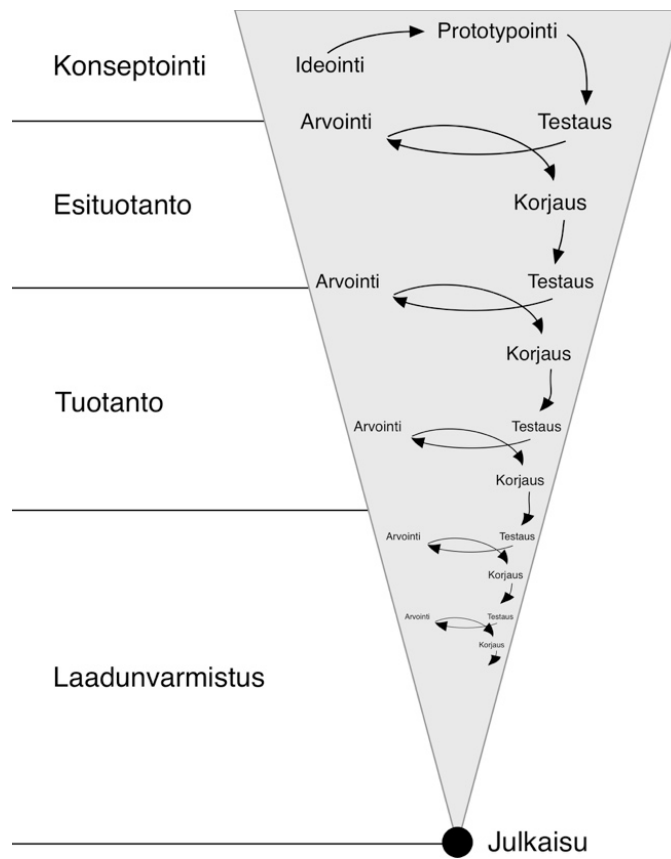 Prototypointi
Konseptointi
Ideointi
Arvointi
Testaus
Esituotanto
Korjaus
Arvointi
Testaus
Korjaus
Tuotanto
Arvointi
Testaus
Korjaus
Arvointi
Testaus
Korjaus
Arvointi
Testaus
Korjaus
Laadunvarmistus
Julkaisu